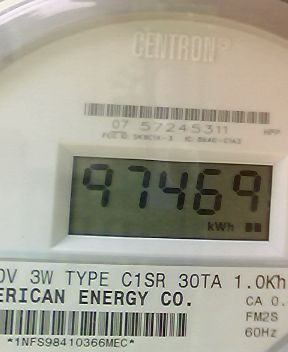 CENTRON®
07 57245311
HPP
97469
kWh
0V 3W TYPE C1SR 30TA 1.0Kh
ERICAN ENERGY CO.
CA 0.
FM2S
60Hz
*1NFS98410366MEC*